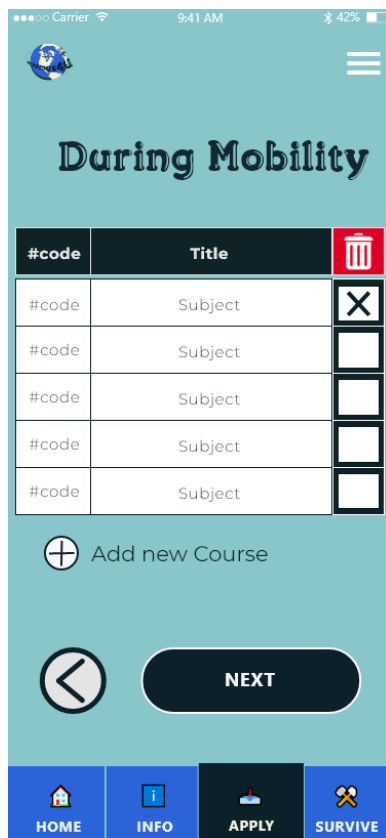 Carrier 9:41 AM 42%
During Mobility
#code Title
#code Subject
#code Subject
#code Subject
#code Subject
#code Subject
Add new Course
NEXT
HOME INFO APPLY SURVIVE